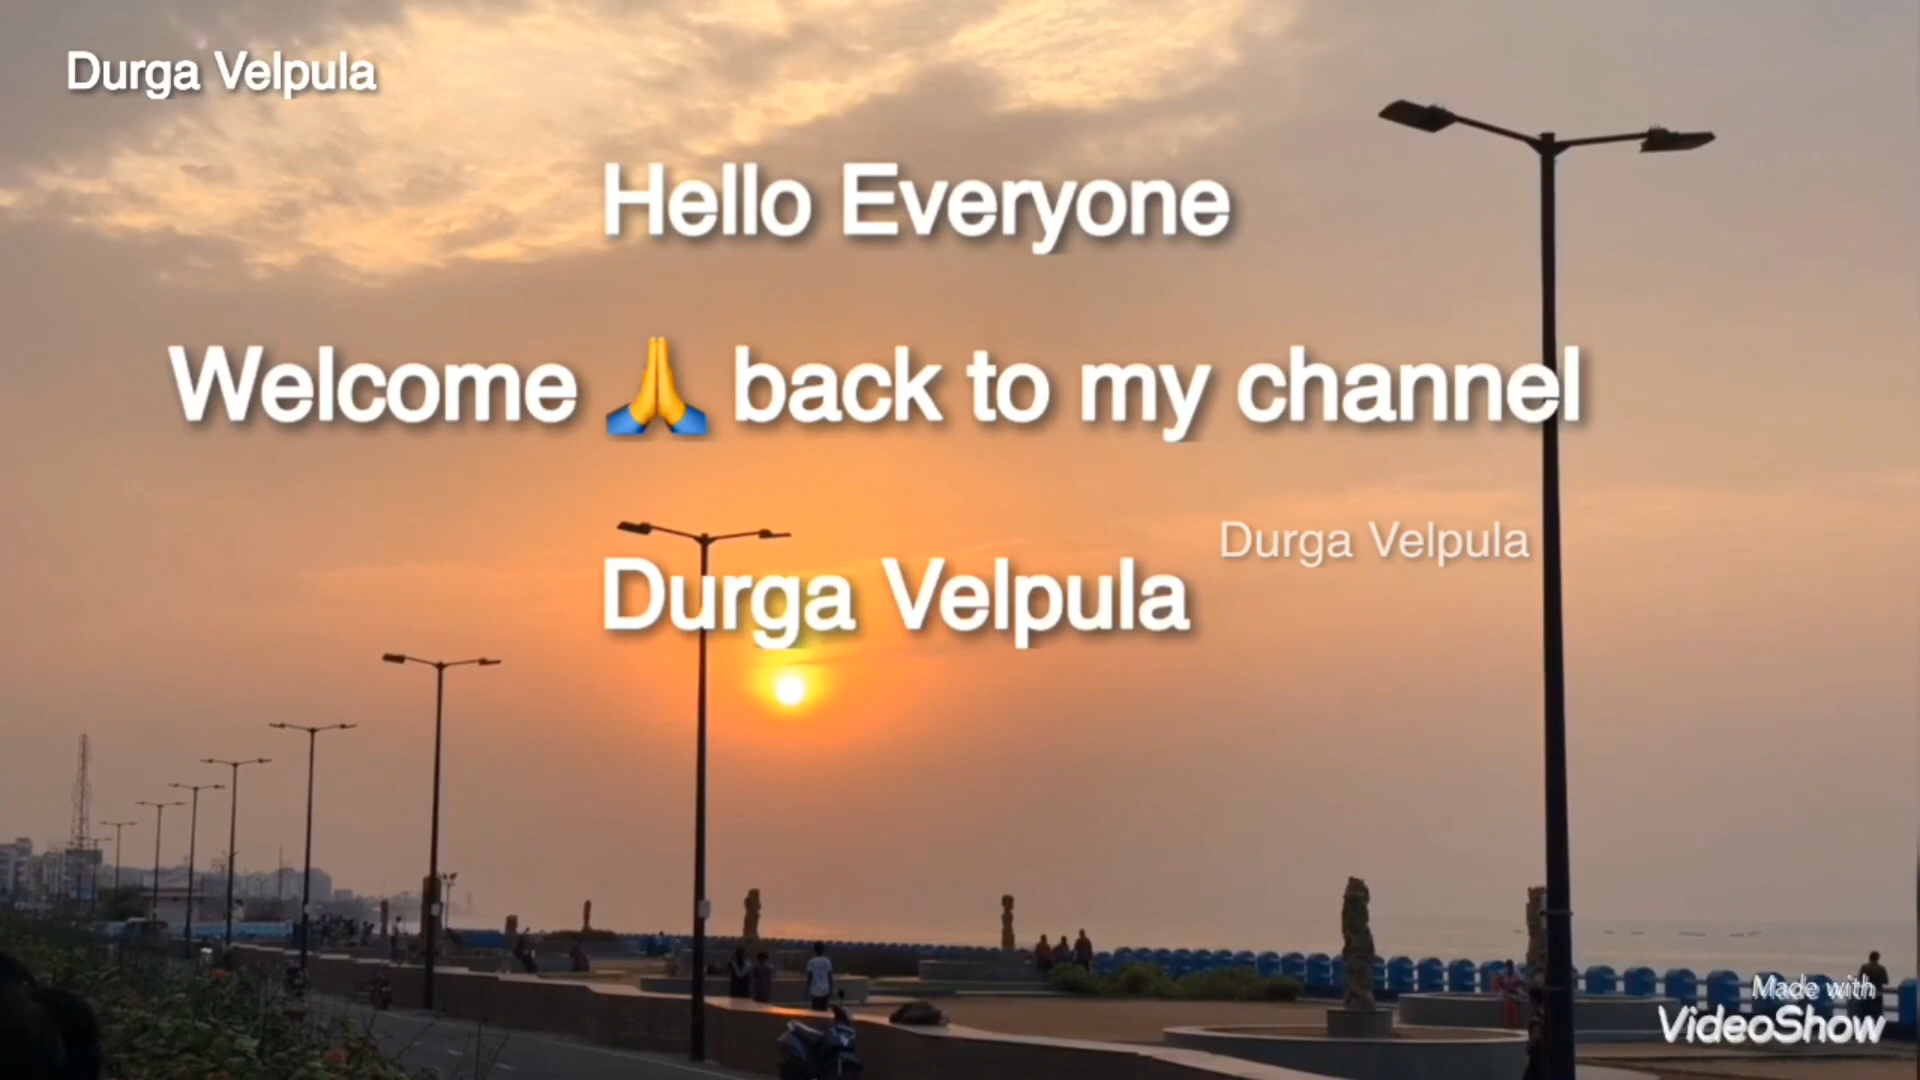 Durga Velpula
Hello Everyone
Welcome 🙏 back to my channel
Durga Velpula
Durga Velpula
Made with
VideoShow